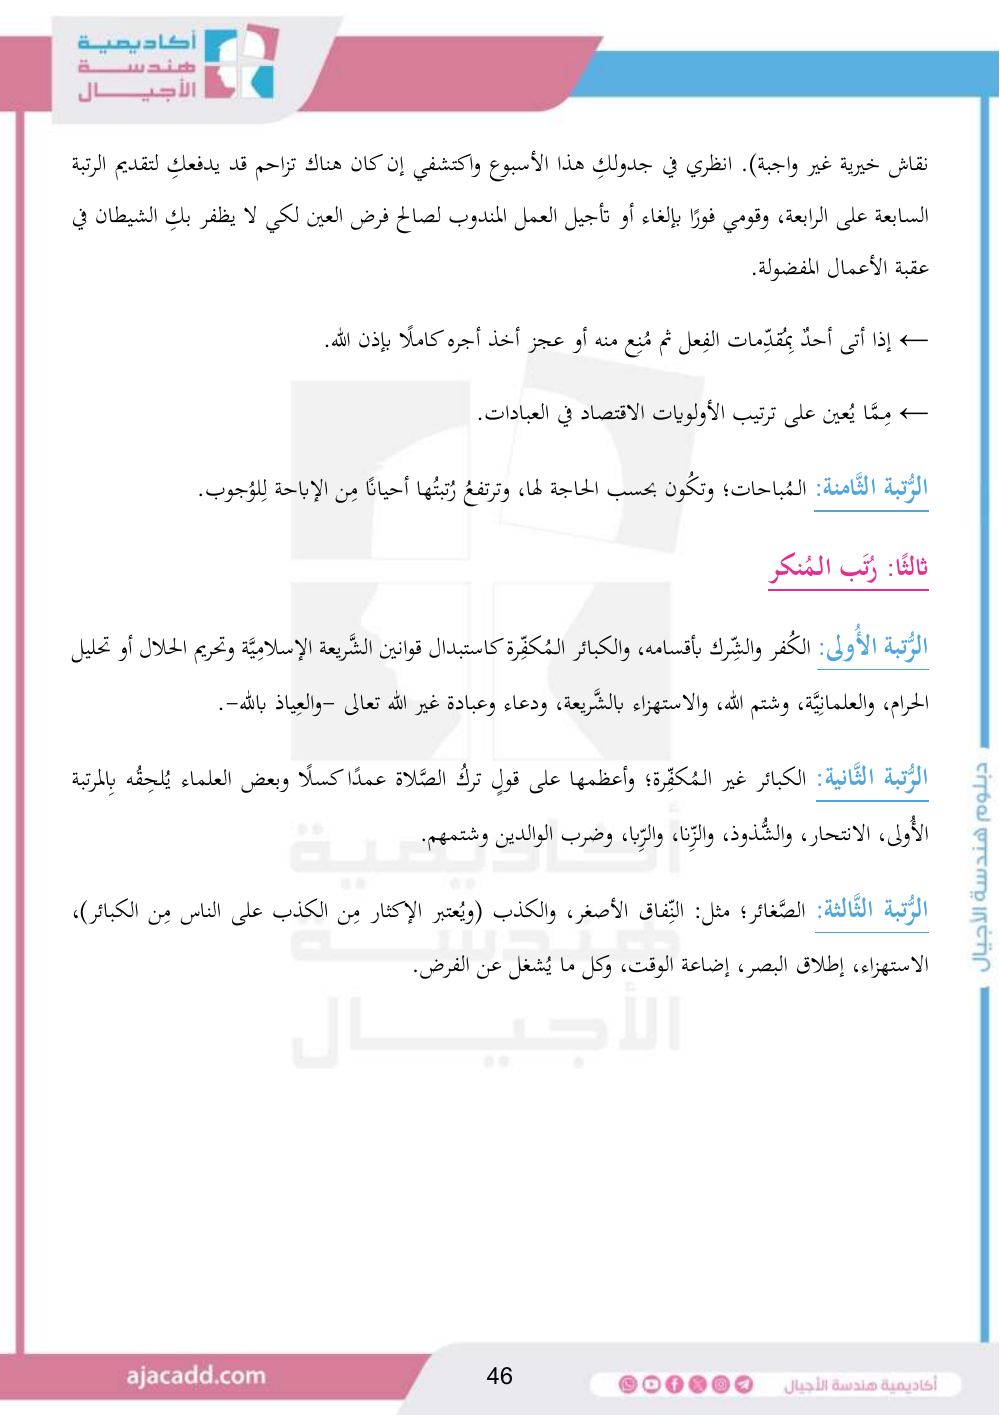 أكاديمية
هندسة
الأجيال
نقاش خيرية غير واجبة). انظري في جدولكِ هذا الأسبوع واكتشفي إن كان هناك تزاحم قد يدفعكِ لتقديم الرتبة
السابعة على الرابعة، وقومي فورًا بإلغاء أو تأجيل العمل المندوب لصالح فرض العين لكي لا يظفر بكِ الشيطان في
عقبة الأعمال المفضولة.
← إذا أتى أحدٌ بِمُقدِّمات الفِعل ثم مُنِع منه أو عجز أخذ أجره كاملًا بإذن الله.
← مِمَّا يُعين على ترتيب الأولويات الاقتصاد في العبادات.
الرُّتبة الثَّامنة: المُباحات؛ وتكُون بحسب الحاجة لها، وترتفعُ رُتبتُها أحيانًا مِن الإباحة لِلوُجوب.
ثالثًا: رُتَب المُنكر
الرُّتبة الأُولى: الكُفر والشِّرك بأقسامه، والكبائر المُكفِّرة كاستبدال قوانين الشَّريعة الإسلامِيَّة وتحريم الحلال أو تحليل
الحرام، والعلمانِيَّة، وشتم الله، والاستهزاء بالشَّريعة، ودعاء وعبادة غير الله تعالى -والعِياذ بالله-.
الرُّتبة الثَّانية: الكبائر غير المُكفِّرة؛ وأعظمها على قولٍ تركُ الصَّلاة عمدًا كسلًا وبعض العلماء يُلحِقُه بِالمرتبة
الأُولى، الانتحار، والشُّذوذ، والزِّنا، والرِّبا، وضرب الوالدين وشتمهم.
الرُّتبة الثَّالثة: الصَّغائر؛ مثل: النِّفاق الأصغر، والكذب (ويُعتبر الإكثار مِن الكذب على الناس مِن الكبائر)،
الاستهزاء، إطلاق البصر، إضاعة الوقت، وكل ما يُشغل عن الفرض.
أكاديمية
هندسة
الأجيال
دبلوم هندسة الأجيال
أكاديمية هندسة الأجيال
46
ajacadd.com